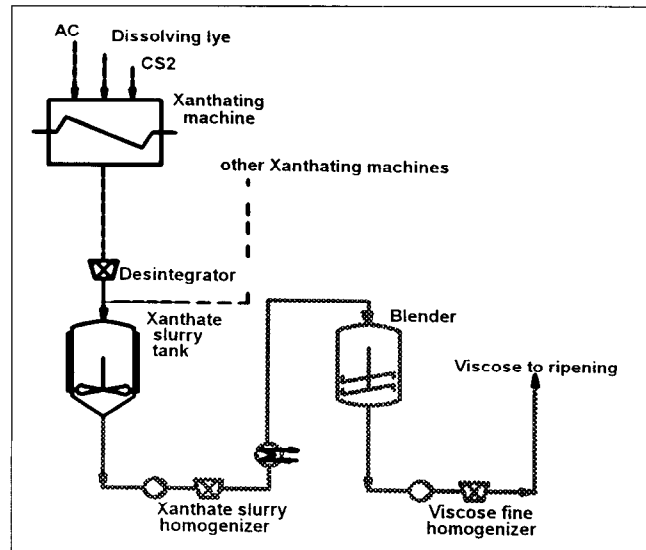 AC
Dissolving lye
CS2
Xanthating
machine
other Xanthating machines
Desintegrator
Xanthate
slurry
tank
Blender
Viscose to ripening
Xanthate slurry
homogenizer
Viscose fine
homogenizer